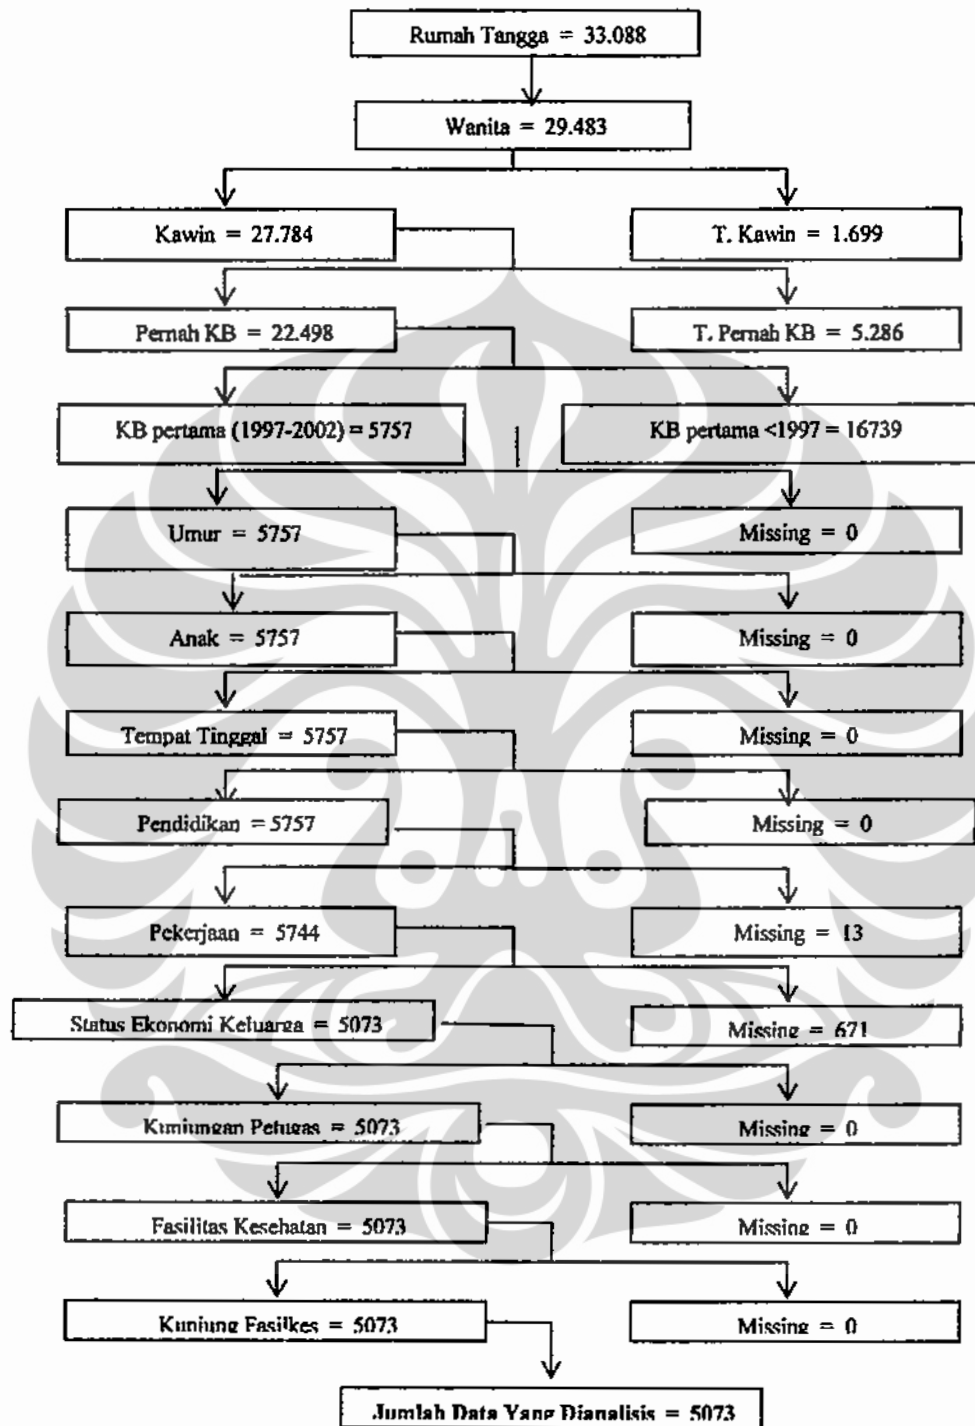 Rumah Tangga = 33.088
Wanita = 29.483
Kawin = 27.784
T. Kawin = 1.699
Pernah KB = 22.498
T. Pernah KB = 5.286
KB pertama (1997-2002) = 5757
KB pertama <1997 = 16739
Umur = 5757
Missing = 0
Anak = 5757
Missing = 0
Tempat Tinggal = 5757
Missing = 0
Pendidikan = 5757
Missing = 0
Pekerjaan = 5744
Missing = 13
Status Ekonomi Keluarga = 5073
Missing = 671
Kunjungan Petugas = 5073
Missing = 0
Fasilitas Kesehatan = 5073
Missing = 0
Kunjung Fasilkes = 5073
Missing = 0
Jumlah Data Yang Dianalisis = 5073